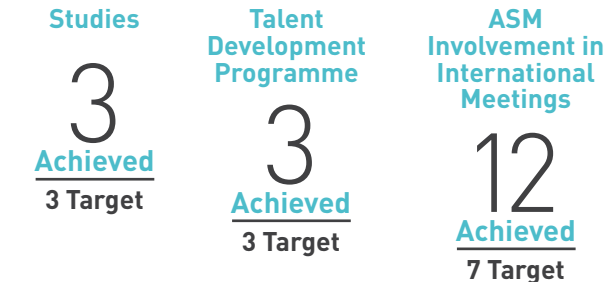 Studies
3
Achieved
3 Target
Talent
Development
Programme
3
Achieved
3 Target
ASM
Involvement in
International
Meetings
12
Achieved
7 Target